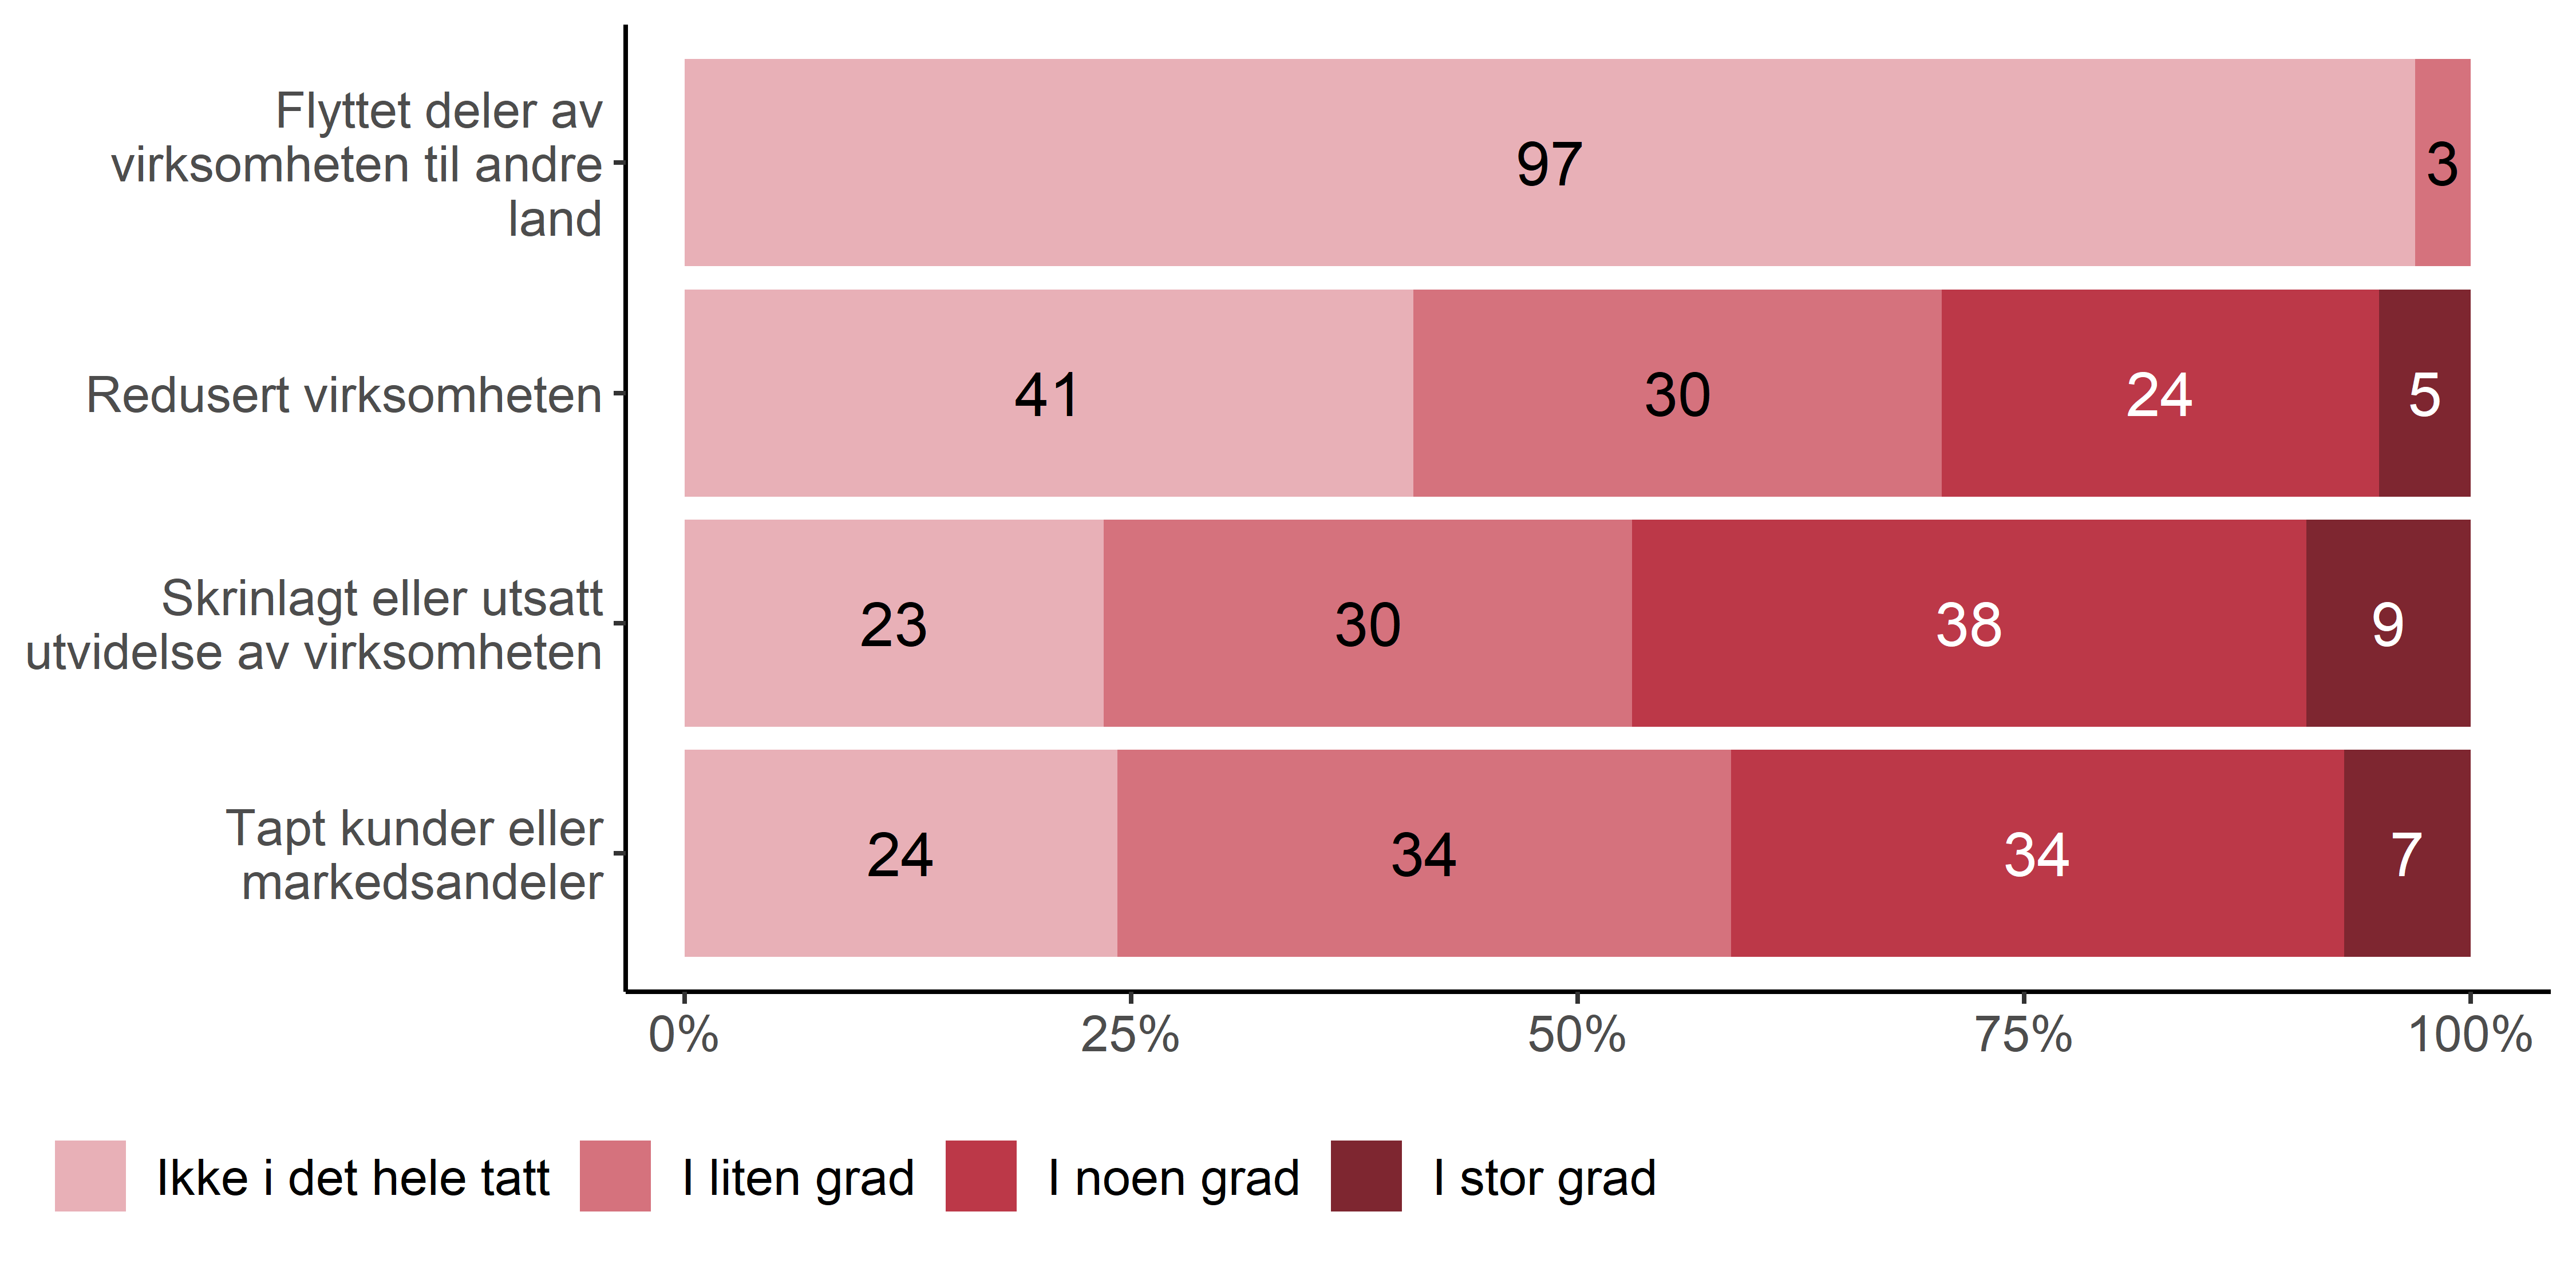 Flyttet deler av
virksomheten til andre
land
97
3
Redusert virksomheten
41
30
24
5
Skrinlagt eller utsatt
utvidelse av virksomheten
23
30
38
9
Tapt kunder eller
markedsandeler
24
34
34
7
0%
25%
50%
75%
100%
Ikke i det hele tatt
I liten grad
I noen grad
I stor grad